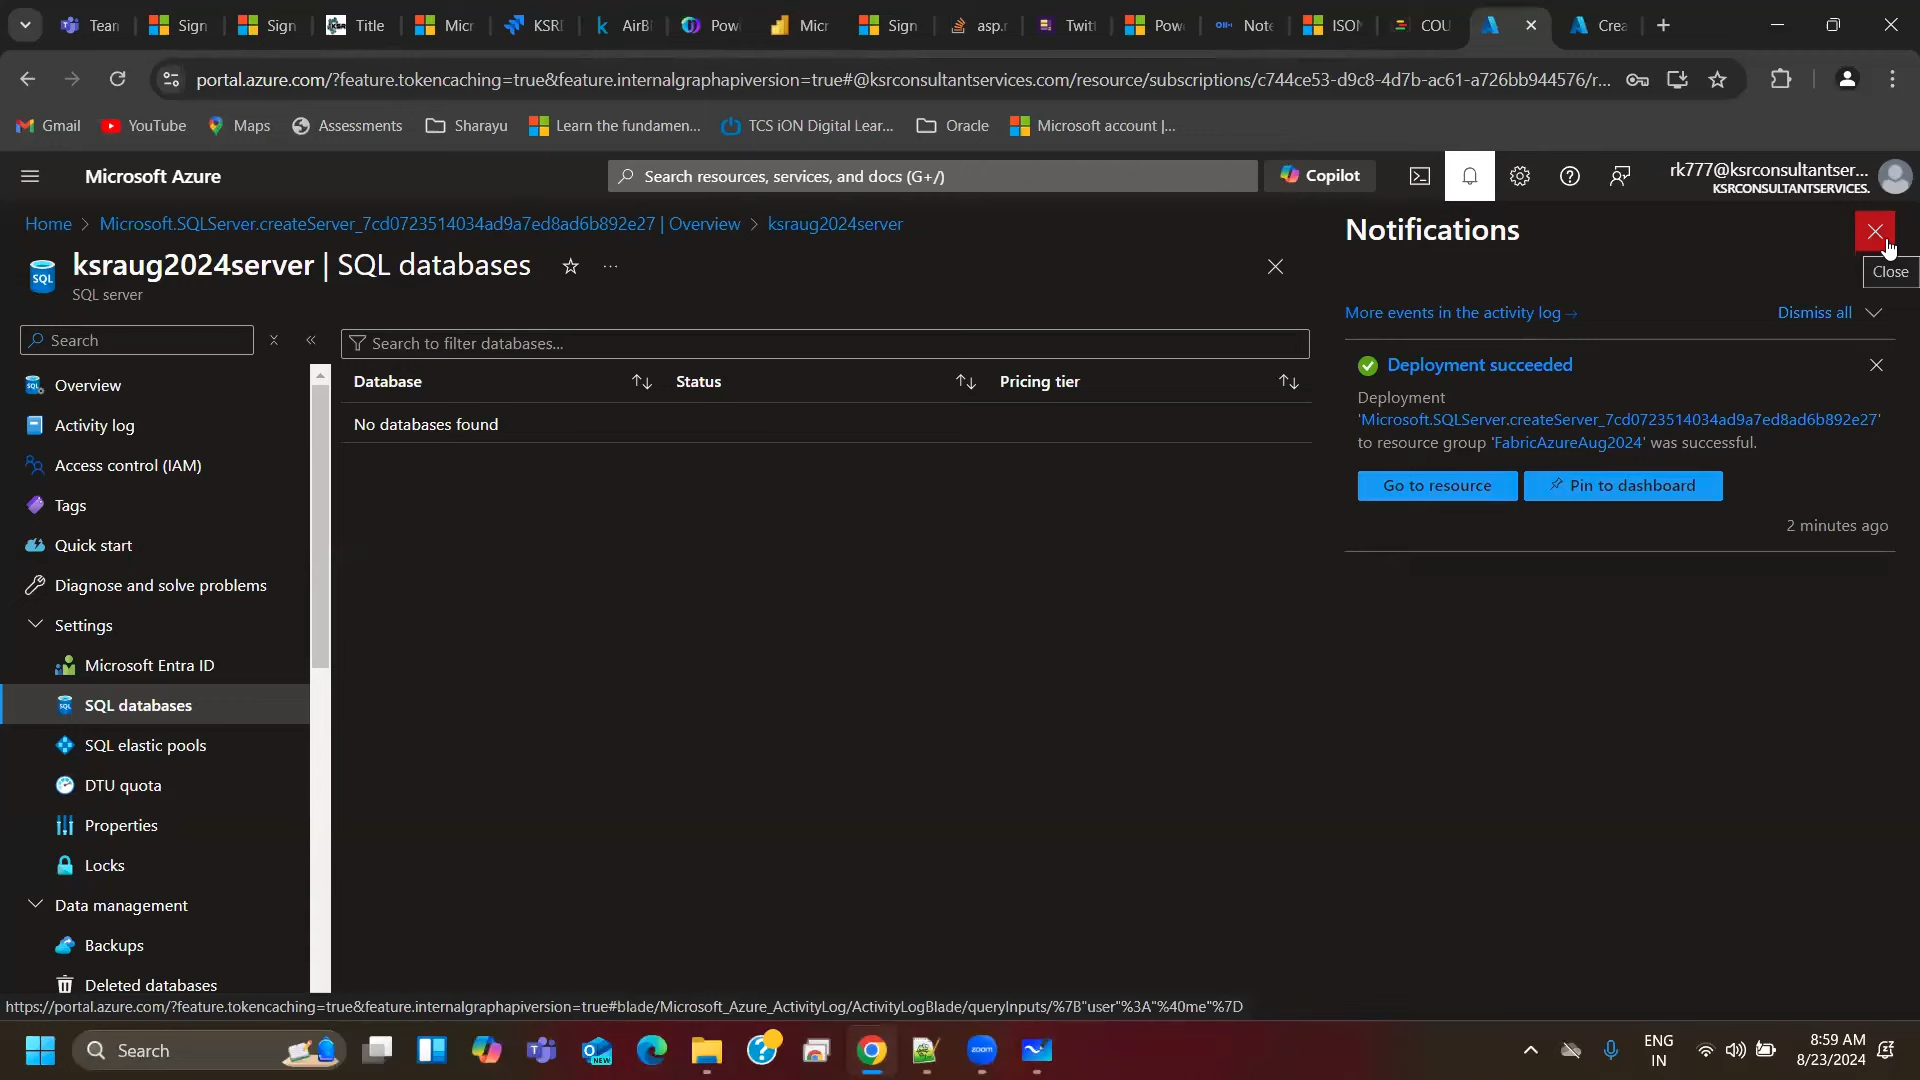 Team
Sign
Sign
Title
Micr
KSRI
AirBl
Pow
Micr
Sign
asp.r
Twitt
Powe
Note
ISON
COU
Crea
portal.azure.com/?feature.tokencaching=true&feature.internalgraphapiversion=true#@ksrconsultantservices.com/resource/subscriptions/c744ce53-d9c8-4d7b-ac61-a726bb944576/r...
Gmail
YouTube
Maps
Assessments
Sharayu
Learn the fundamen...
TCS iON Digital Lear...
Oracle
Microsoft account |...
Microsoft Azure
Search resources, services, and docs (G+/)
Copilot
rk777@ksrconsultantser...
KSRCONSULTANTSERVICES.
Home > Microsoft.SQLServer.createServer_7cd0723514034ad9a7ed8ad6b892e27 | Overview > ksraug2024server
ksraug2024server | SQL databases
SQL server
Search
Overview
Activity log
Access control (IAM)
Tags
Quick start
Diagnose and solve problems
Settings
Microsoft Entra ID
SQL databases
SQL elastic pools
DTU quota
Properties
Locks
Data management
Backups
Deleted databases
Search to filter databases...
Database
Status
Pricing tier
No databases found
Notifications
Close
More events in the activity log →
Dismiss all
Deployment succeeded
Deployment
'Microsoft.SQLServer.createServer_7cd0723514034ad9a7ed8ad6b892e27'
to resource group 'FabricAzureAug2024' was successful.
Go to resource
Pin to dashboard
2 minutes ago
https://portal.azure.com/?feature.tokencaching=true&feature.internalgraphapiversion=true#blade/Microsoft_Azure_ActivityLog/ActivityLogBlade/queryInputs/%7B"user"%3A"%40me"%7D
Search
NEW
zoom
ENG
IN
8:59 AM
8/23/2024